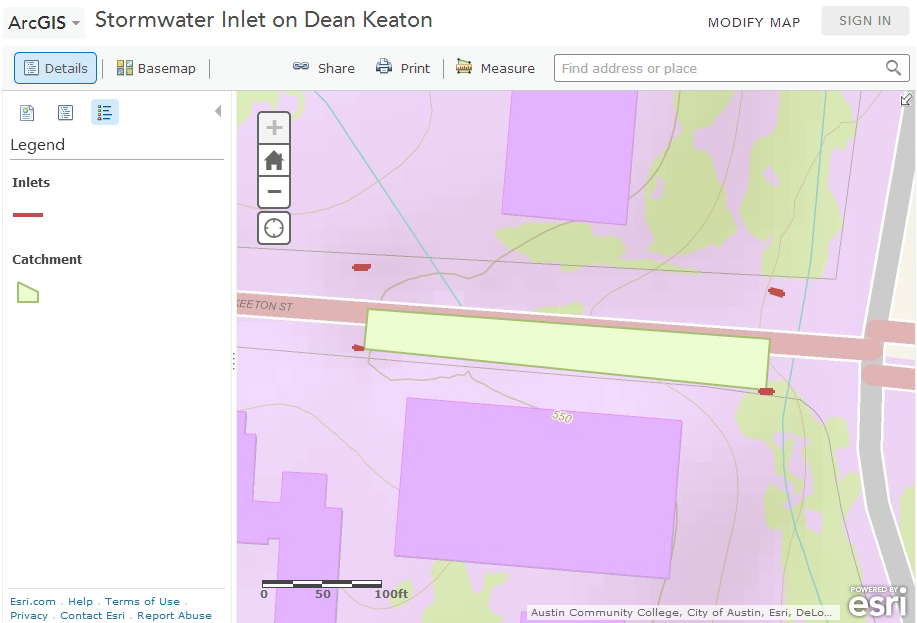 ArcGIS
Stormwater Inlet on Dean Keaton
MODIFY MAP
SIGN IN
Details
Basemap
Share
Print
Measure
Find address or place
Legend
Inlets
Catchment
KEETON ST
550
0 50 100ft
Esri.com . Help . Terms of Use .
Privacy . Contact Esri . Report Abuse
Austin Community College, City of Austin, Esri, DeLo...
POWERED BY
esri